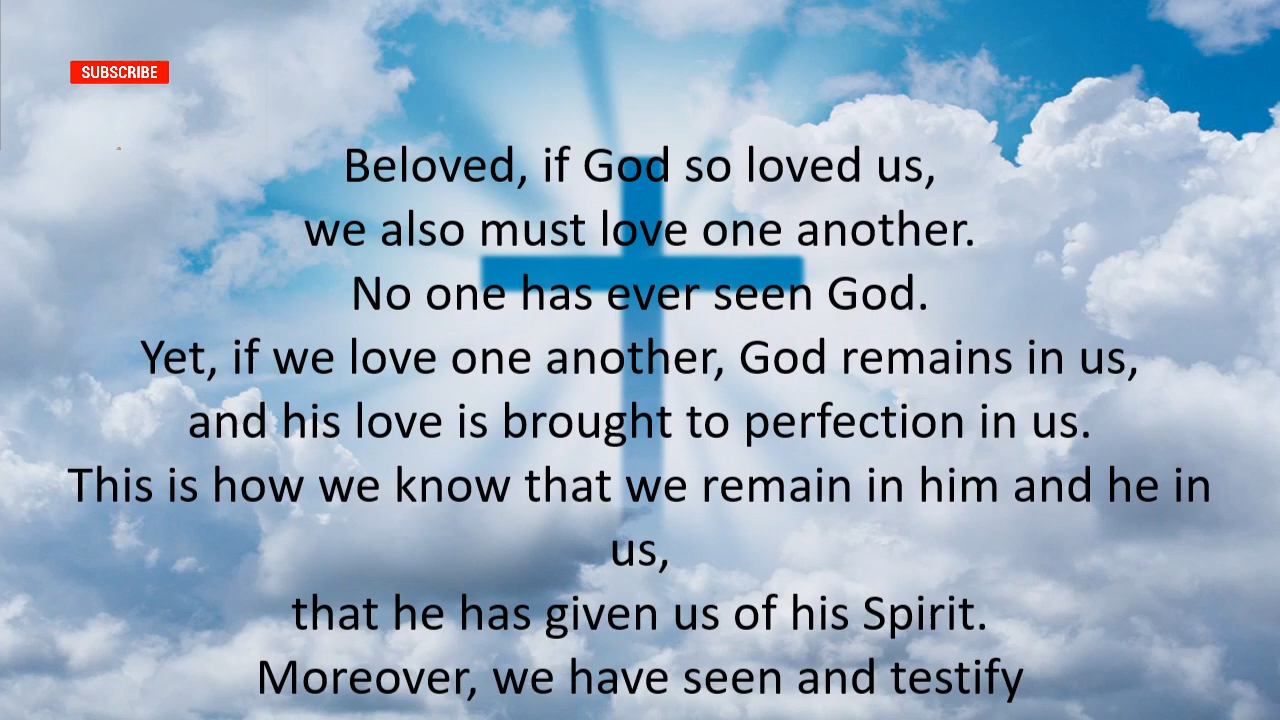 SUBSCRIBE
Beloved, if God so loved us,
we also must love one another.
No one has ever seen God.
Yet, if we love one another, God remains in us,
and his love is brought to perfection in us.
This is how we know that we remain in him and he in
us,
that he has given us of his Spirit.
Moreover, we have seen and testify